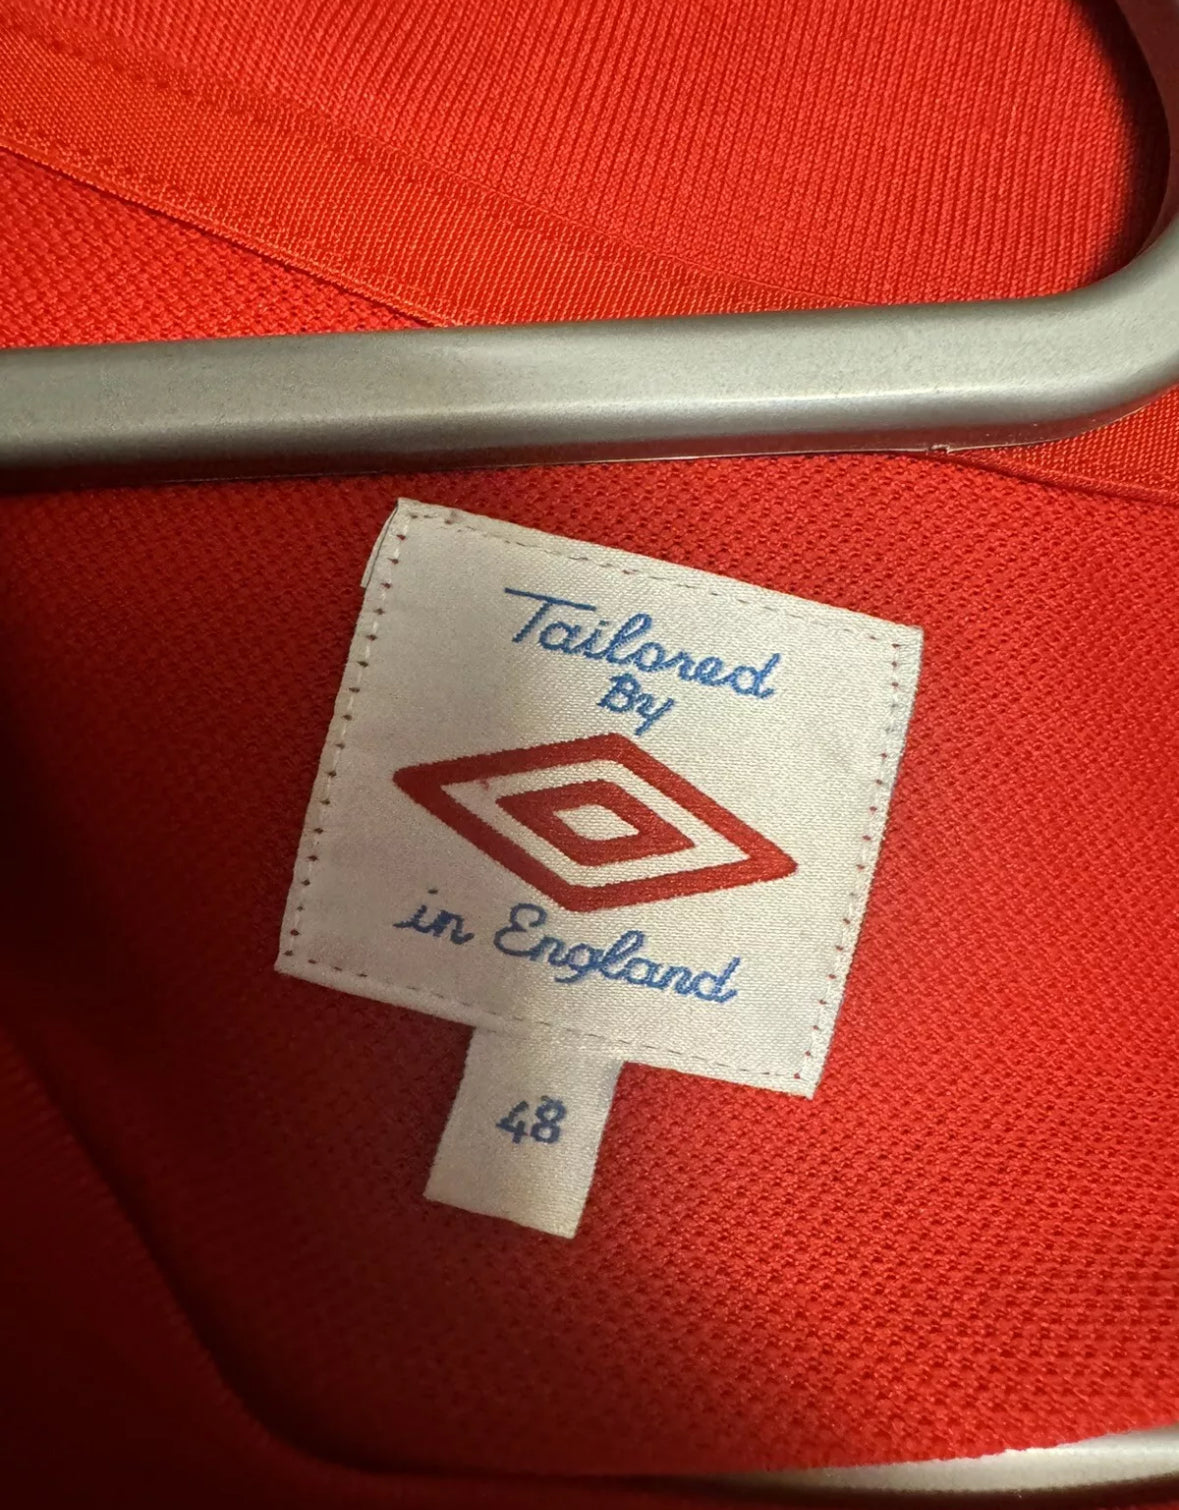 Tailored
By
in England
48